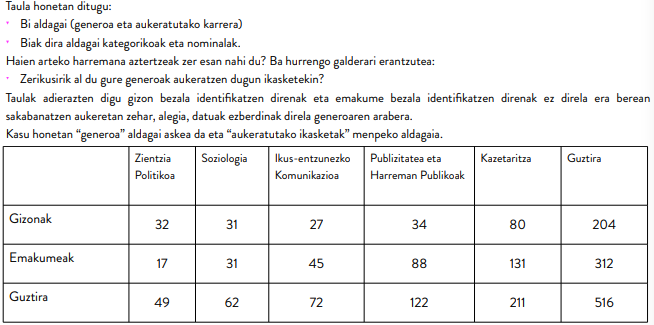 Taula honetan ditugu:
• Bi aldagai (generoa eta aukeratutako karrera)
• Biak dira aldagai kategorikoak eta nominalak.
Haien arteko harremana aztertzeak zer esan nahi du? Ba hurrengo galderari erantzutea:
• Zerikusirik al du gure generoak aukeratzen dugun ikasketekin?
Taulak adierazten digu gizon bezala identifikatzen direnak eta emakume bezala identifikatzen direnak ez direla era berean
sakabanatzen aukeretan zehar, alegia, datuak ezberdinak direla generoaren arabera.
Kasu honetan “generoa” aldagai askea da eta “aukeratutako ikasketak” menpeko aldagaia.
Zientzia Politikoa | Soziologia | Ikus-entzunezko Komunikazioa | Publizitatea eta Harreman Publikoak | Kazetaritza | Guztira
Gizonak | 32 | 31 | 27 | 34 | 80 | 204
Emakumeak | 17 | 31 | 45 | 88 | 131 | 312
Guztira | 49 | 62 | 72 | 122 | 211 | 516